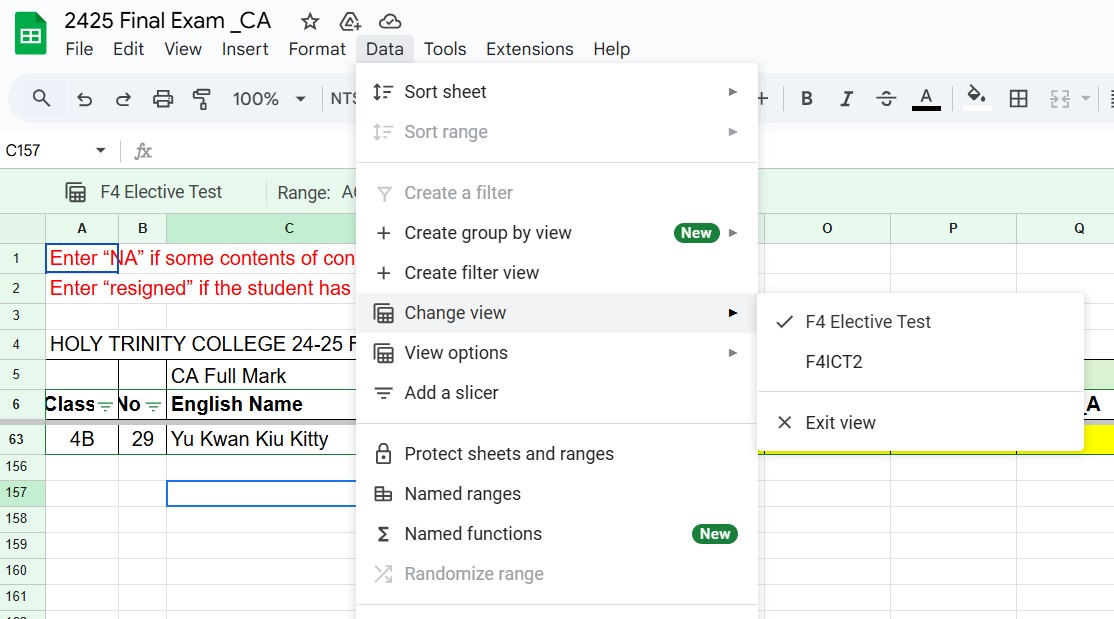 2425 Final Exam _CA
File Edit View Insert Format Data Tools Extensions Help
100% NTS B I S A
C157 fx
F4 Elective Test Range:
A B C O P Q
1 Enter “NA” if some contents of con
2 Enter “resigned” if the student has
3
4 HOLY TRINITY COLLEGE 24-25 F
5 CA Full Mark
6 Class No English Name _A
63 4B 29 Yu Kwan Kiu Kitty
156
157
158
159
160
161
Sort sheet
Sort range
Create a filter
Create group by view New
Create filter view
Change view
View options
Add a slicer
Protect sheets and ranges
Named ranges
Named functions New
Randomize range
F4 Elective Test
F4ICT2
Exit view